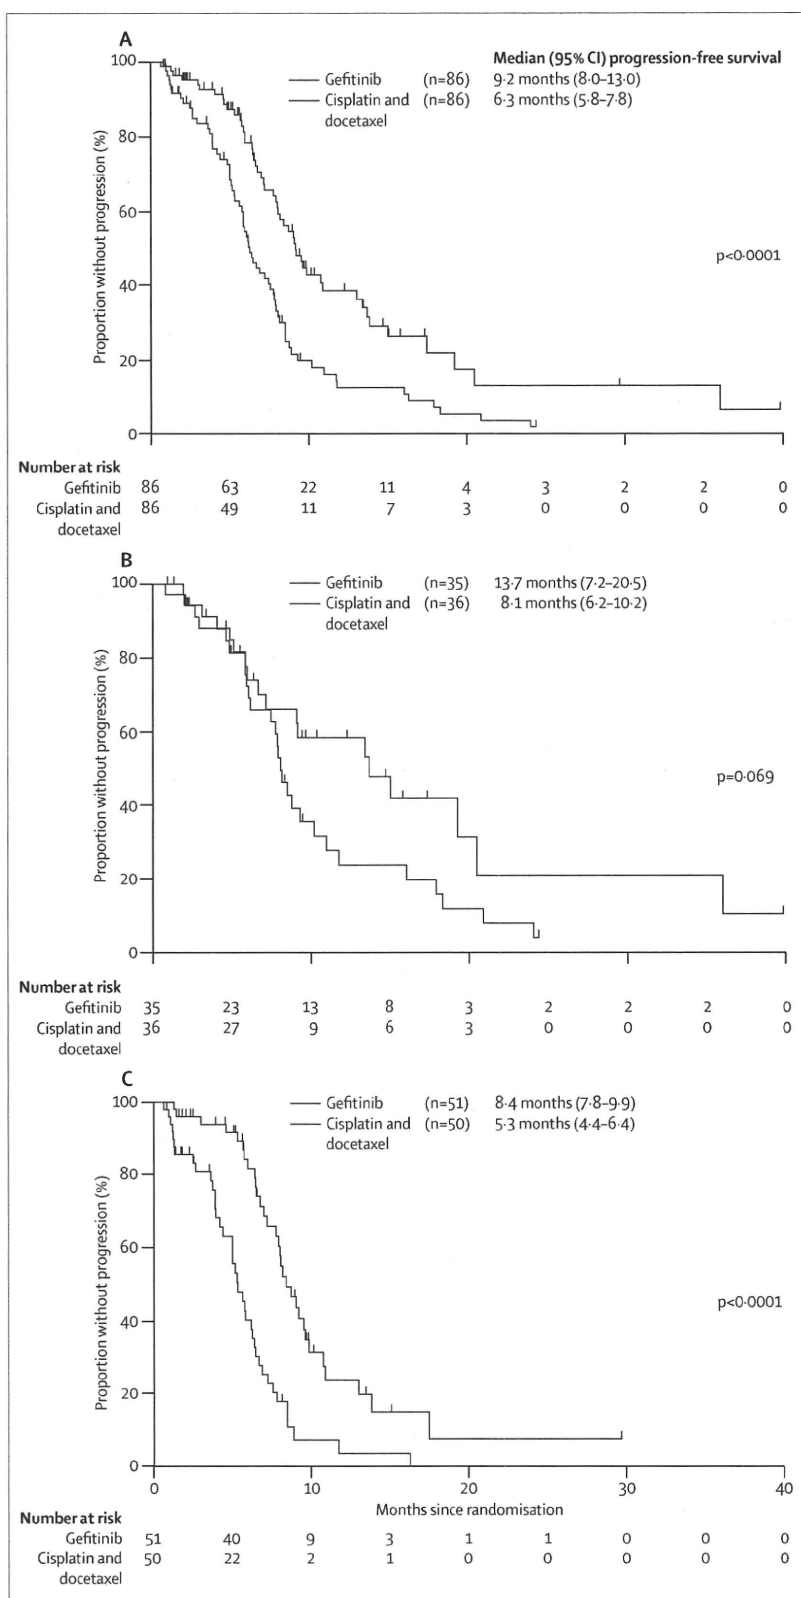 A
Median (95% CI) progression-free survival
Gefitinib (n=86) 9·2 months (8·0–13·0)
Cisplatin and (n=86) 6·3 months (5·8–7·8)
docetaxel
100
80
60
40
20
0
Proportion without progression (%)
p<0·0001
Number at risk
Gefitinib 86 63 22 11 4 3 2 2 0
Cisplatin and 86 49 11 7 3 0 0 0 0
docetaxel
B
Gefitinib (n=35) 13·7 months (7·2–20·5)
Cisplatin and (n=36) 8·1 months (6·2–10·2)
docetaxel
100
80
60
40
20
0
Proportion without progression (%)
p=0·069
Number at risk
Gefitinib 35 23 13 8 3 2 2 2 0
Cisplatin and 36 27 9 6 3 0 0 0 0
docetaxel
C
Gefitinib (n=51) 8·4 months (7·8–9·9)
Cisplatin and (n=50) 5·3 months (4·4–6·4)
docetaxel
100
80
60
40
20
0
Proportion without progression (%)
p<0·0001
0 10 20 30 40
Months since randomisation
Number at risk
Gefitinib 51 40 9 3 1 1 0 0 0
Cisplatin and 50 22 2 1 0 0 0 0 0
docetaxel